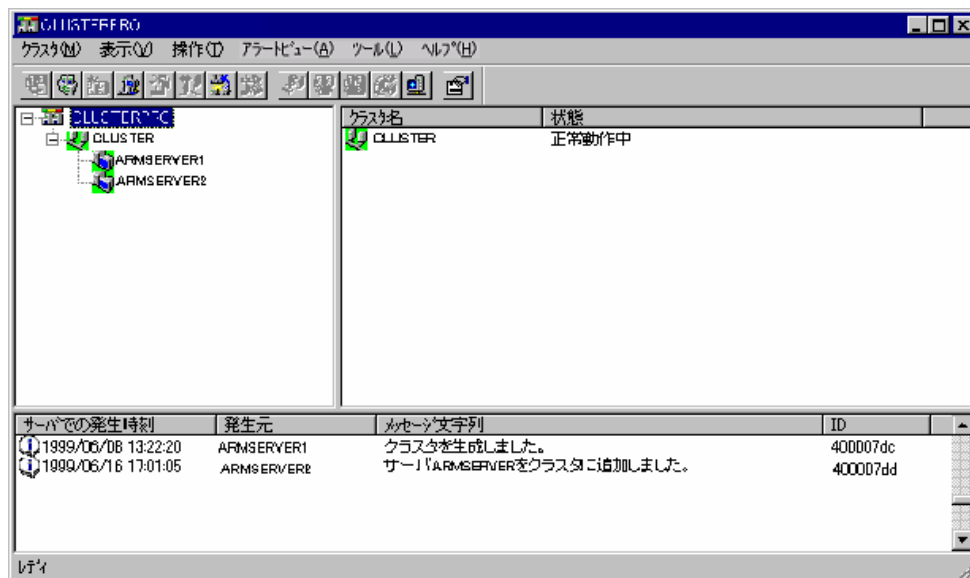 CLUSTERPRO
クラスタ(M) 表示(V) 操作(T) アラートビュー(A) ツール(L) ヘルプ(H)
CLUSTERPRO
CLUSTER
ARMSERVER1
ARMSERVER2
クラスタ名 状態
CLUSTER 正常動作中
サーバでの発生時刻 発生元 メッセージ文字列 ID
1999/06/08 13:22:20 ARMSERVER1 クラスタを生成しました。 400007dc
1999/06/16 17:01:05 ARMSERVER2 サーバARMSERVERをクラスタに追加しました。 400007dd
レディ